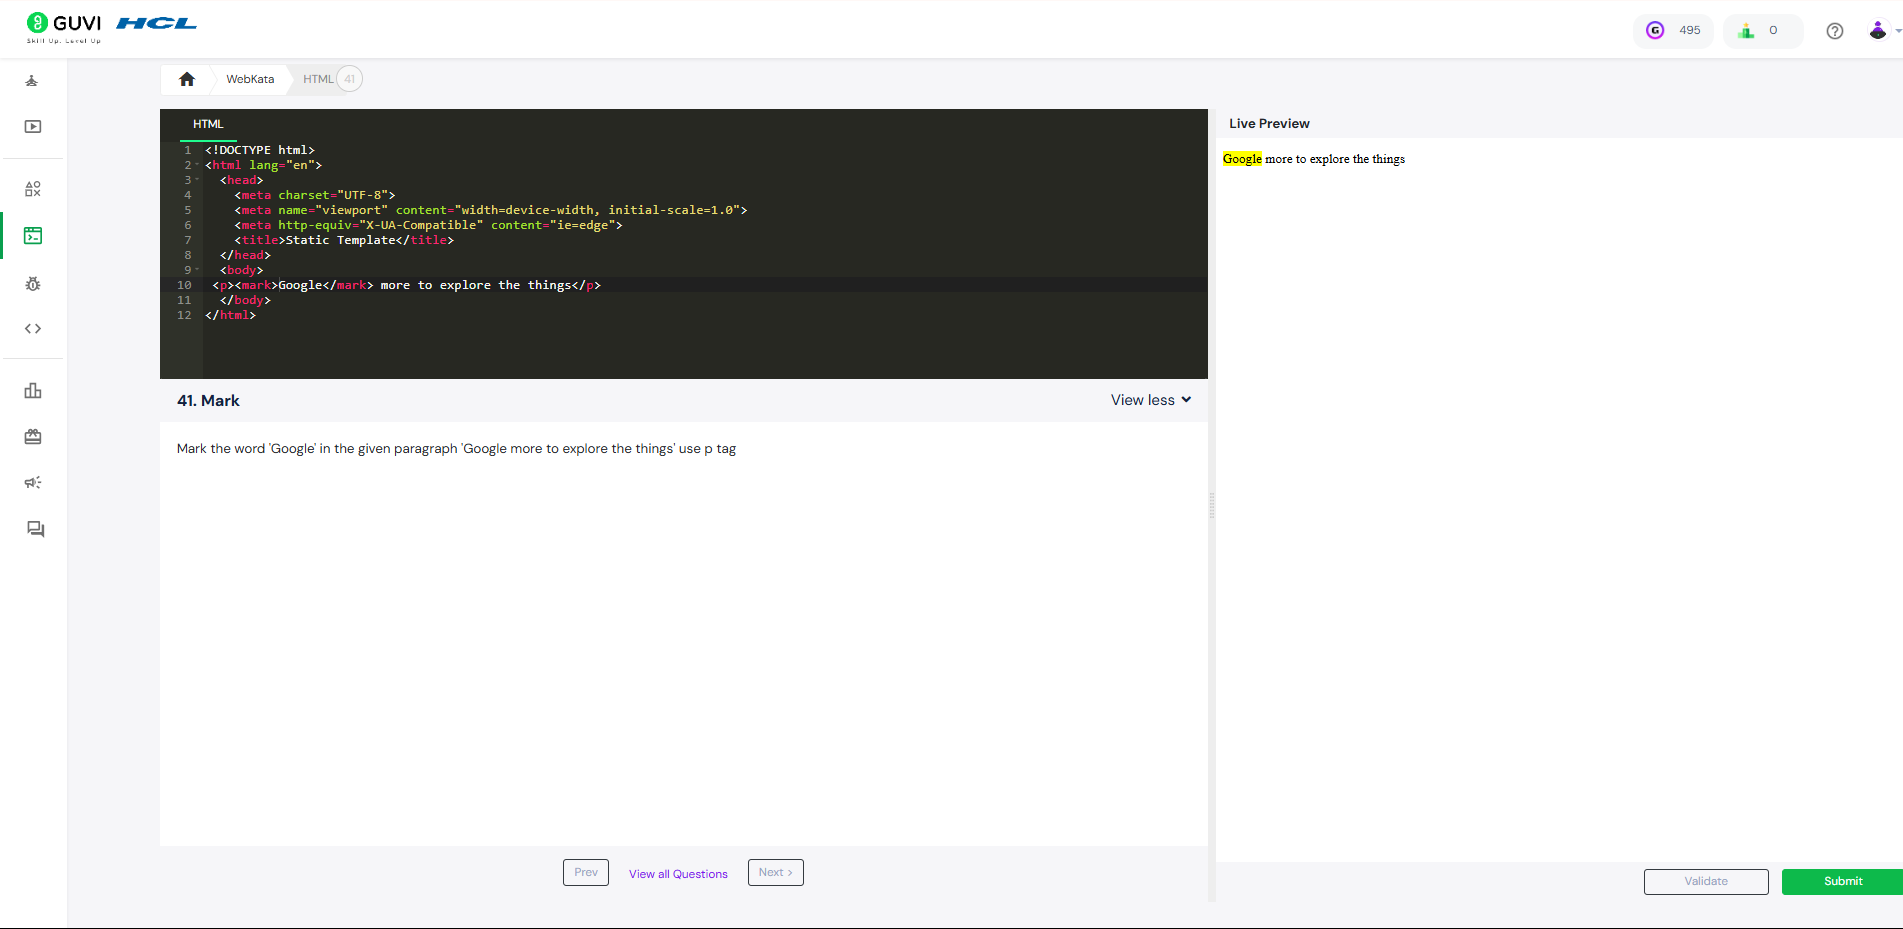 GUVI HCL
Skill Up. Level Up
G 495
0
?
WebKata
HTML 41
HTML
1 <!DOCTYPE html>
2 <html lang="en">
3 <head>
4 <meta charset="UTF-8">
5 <meta name="viewport" content="width=device-width, initial-scale=1.0">
6 <meta http-equiv="X-UA-Compatible" content="ie=edge">
7 <title>Static Template</title>
8 </head>
9 <body>
10 <p><mark>Google</mark> more to explore the things</p>
11 </body>
12 </html>
41. Mark
View less
Mark the word 'Google' in the given paragraph 'Google more to explore the things' use p tag
Prev
View all Questions
Next >
Live Preview
Google more to explore the things
Validate
Submit